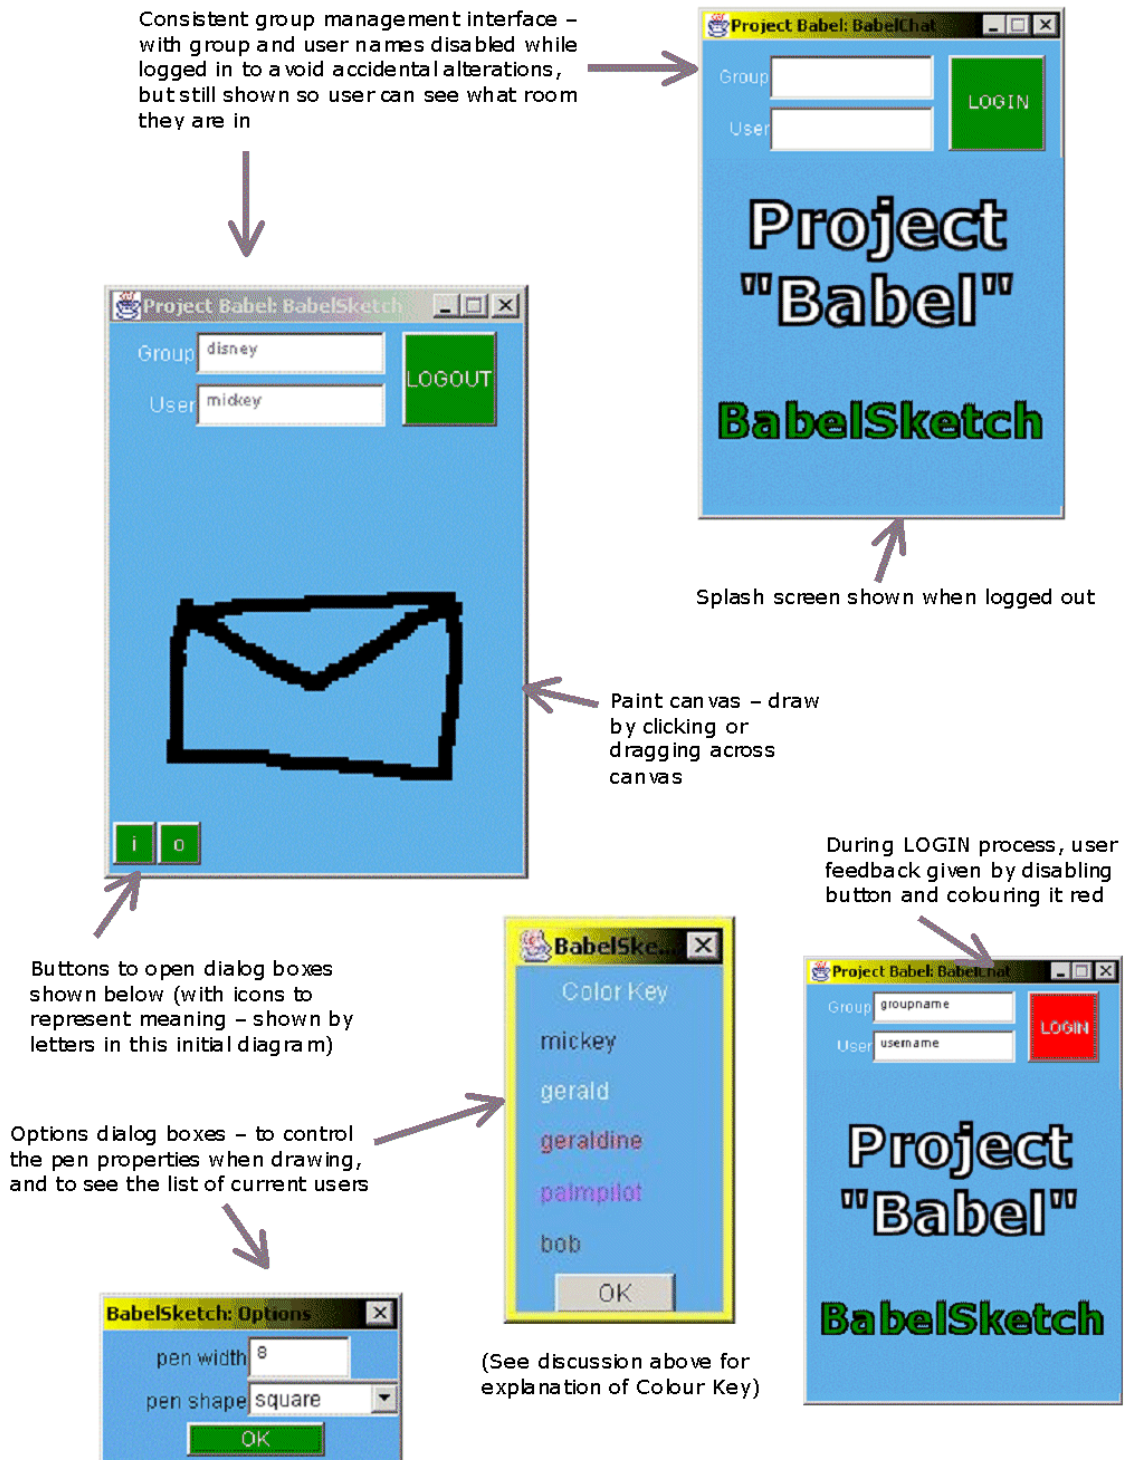 Consistent group management interface –
with group and user names disabled while
logged in to avoid accidental alterations,
but still shown so user can see what room
they are in
Project Babel: BabelChat
Group
User
LOGIN
Project
"Babel"
BabelSketch
Splash screen shown when logged out
Project Babel: BabelSketch
Group
disney
User
mickey
LOGOUT
i
o
Paint canvas – draw
by clicking or
dragging across
canvas
Buttons to open dialog boxes
shown below (with icons to
represent meaning – shown by
letters in this initial diagram)
During LOGIN process, user
feedback given by disabling
button and colouring it red
Options dialog boxes – to control
the pen properties when drawing,
and to see the list of current users
BabelSke...
Color Key
mickey
gerald
geraldine
palmpilot
bob
OK
(See discussion above for
explanation of Colour Key)
Project Babel: BabelChat
Group
groupname
User
username
LOGIN
Project
"Babel"
BabelSketch
BabelSketch: Options
pen width
8
pen shape
square
OK